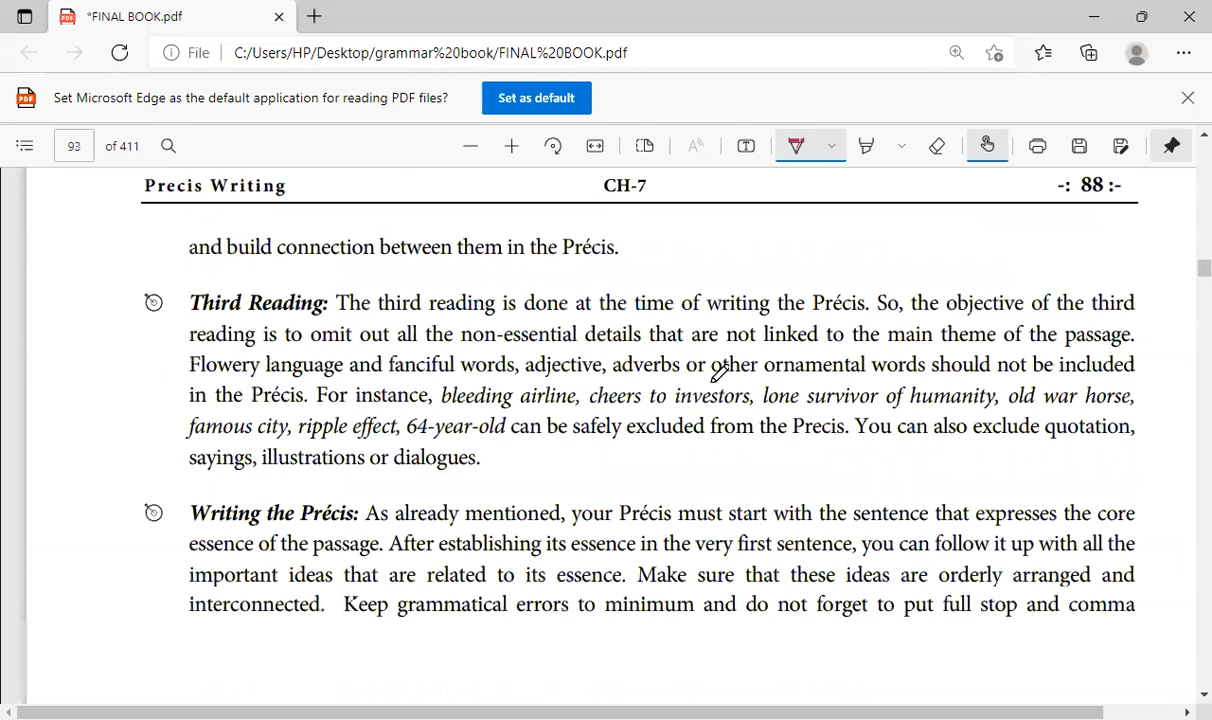 *FINAL BOOK.pdf
File C:/Users/HP/Desktop/grammar%20book/FINAL%20BOOK.pdf
Set Microsoft Edge as the default application for reading PDF files? Set as default
93 of 411
Precis Writing CH-7 -: 88 :-
and build connection between them in the Précis.
Third Reading: The third reading is done at the time of writing the Précis. So, the objective of the third
reading is to omit out all the non-essential details that are not linked to the main theme of the passage.
Flowery language and fanciful words, adjective, adverbs or other ornamental words should not be included
in the Précis. For instance, bleeding airline, cheers to investors, lone survivor of humanity, old war horse,
famous city, ripple effect, 64-year-old can be safely excluded from the Precis. You can also exclude quotation,
sayings, illustrations or dialogues.
Writing the Précis: As already mentioned, your Précis must start with the sentence that expresses the core
essence of the passage. After establishing its essence in the very first sentence, you can follow it up with all the
important ideas that are related to its essence. Make sure that these ideas are orderly arranged and
interconnected. Keep grammatical errors to minimum and do not forget to put full stop and comma